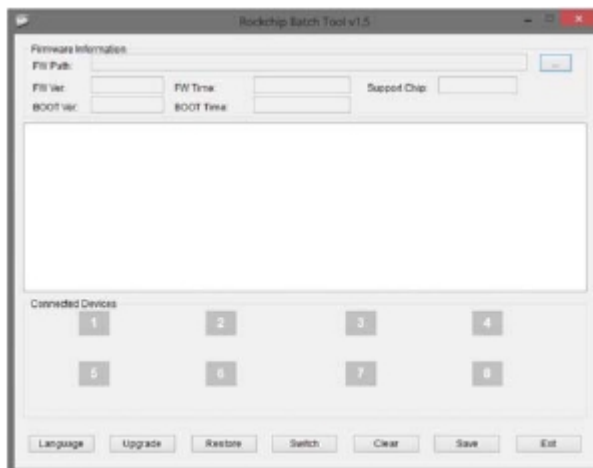 Rockchip Batch Tool v1.5
Firmware Information
FW Path: ...
FW Ver: FW Time: Support Chip:
BOOT Ver: BOOT Time:
Connected Devices
1 2 3 4
5 6 7 8
Language Upgrade Restore Switch Clear Save Exit